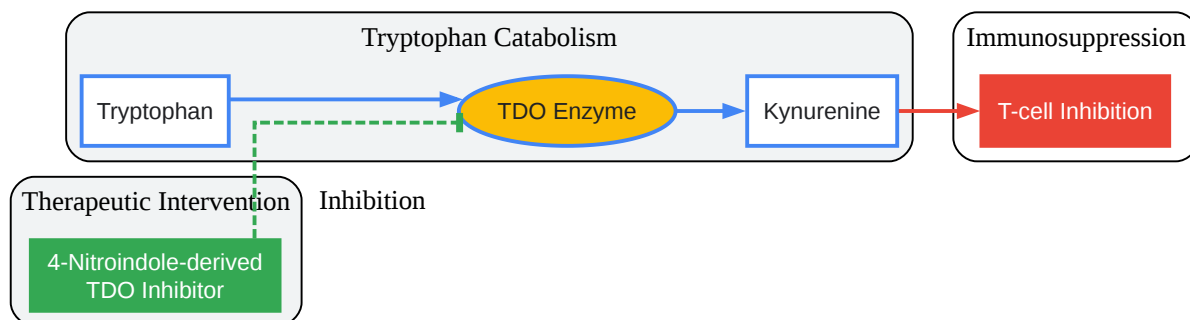 Tryptophan Catabolism
Immunosuppression
Tryptophan
TDO Enzyme
Kynurenine
T-cell Inhibition
Therapeutic Intervention
Inhibition
4-Nitroindole-derived
TDO Inhibitor